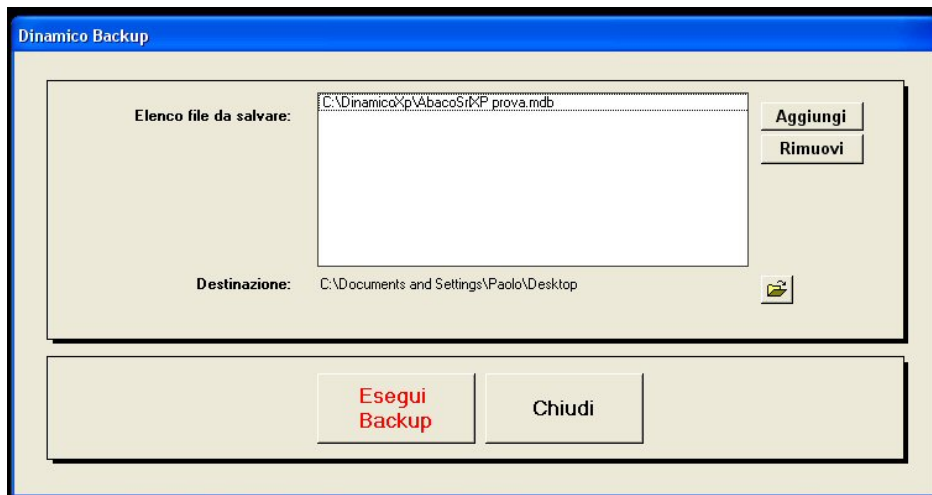 Dinamico Backup
Elenco file da salvare:
C:\DinamicoXp\AbacoSrlXP prova.mdb
Aggiungi
Rimuovi
Destinazione:
C:\Documents and Settings\Paolo\Desktop
Esegui
Backup
Chiudi